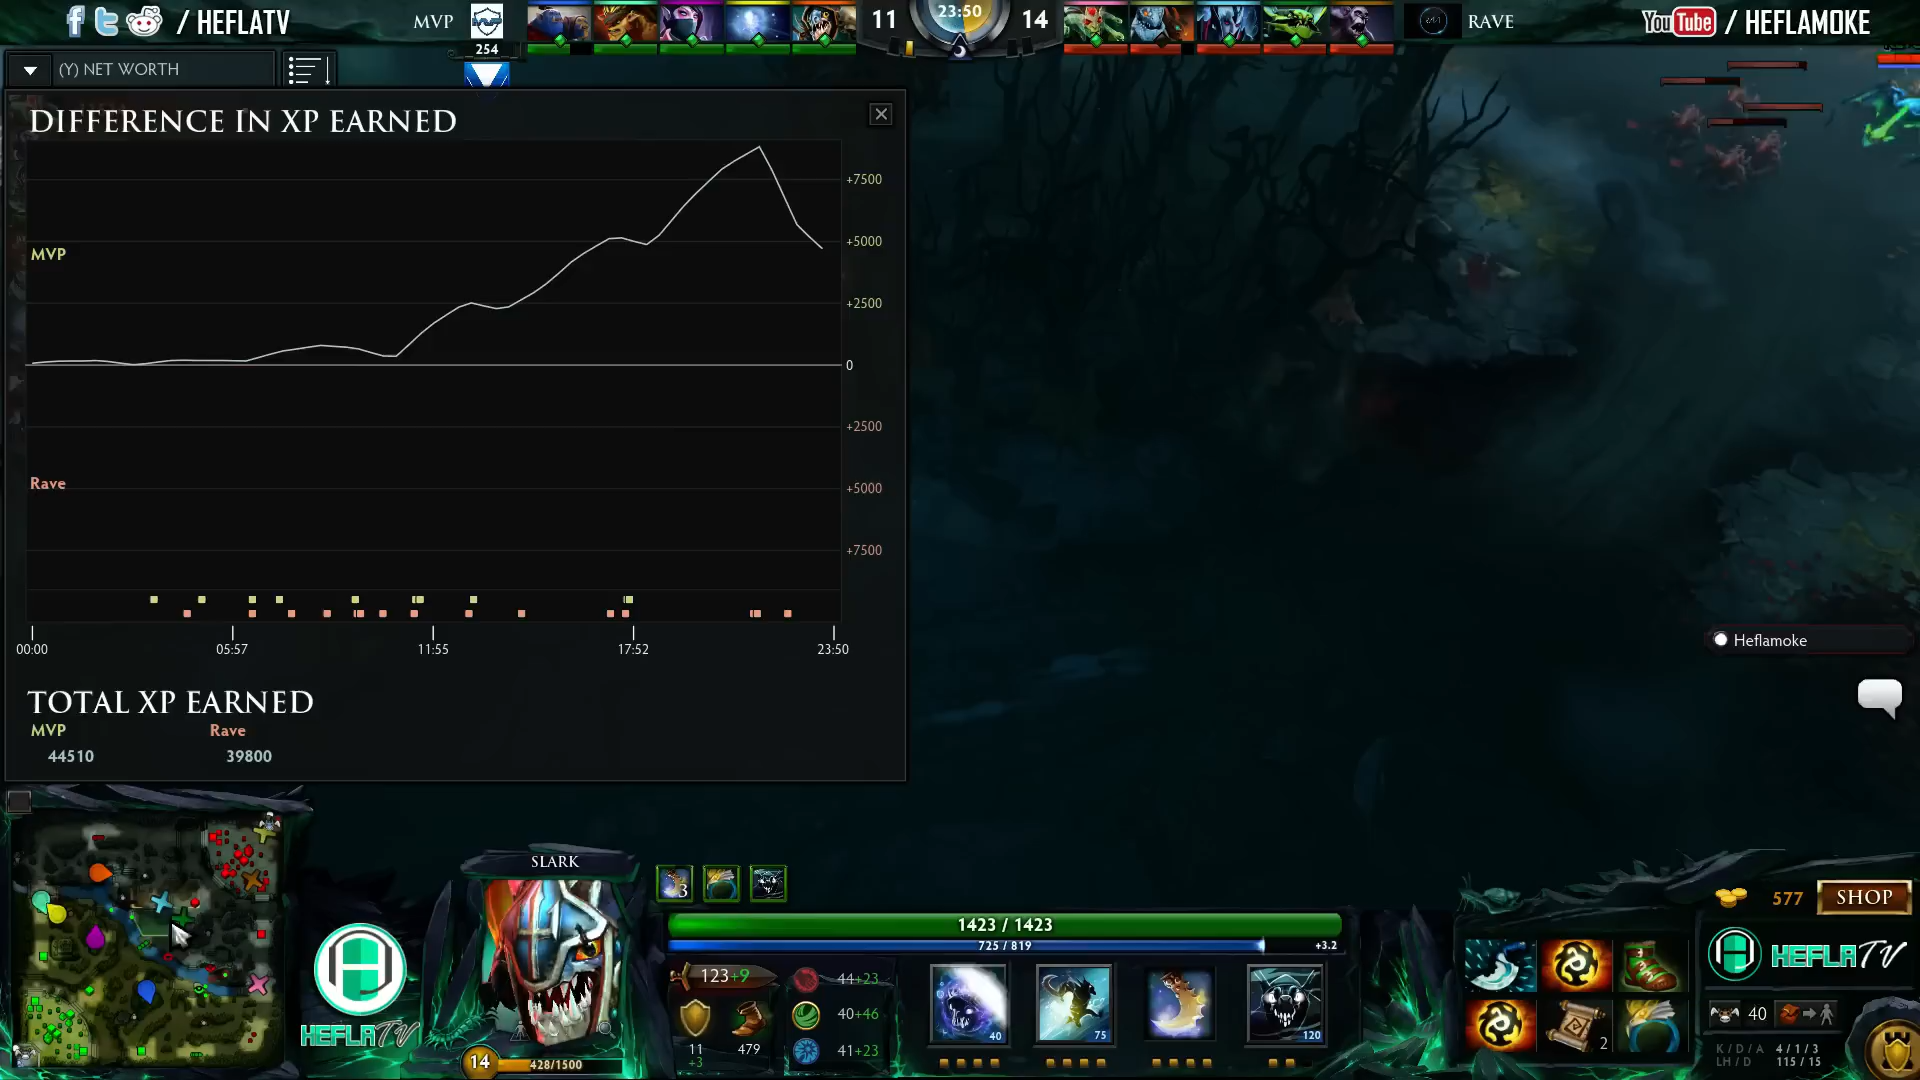 / HEFLATV
MVP
254
11
23:50
14
RAVE
YouTube / HEFLAMOKE
(Y) NET WORTH
DIFFERENCE IN XP EARNED
+7500
+5000
MVP
+2500
0
+2500
Rave
+5000
+7500
00:00
05:57
11:55
17:52
23:50
TOTAL XP EARNED
MVP
Rave
44510
39800
Heflamoke
SLARK
3
1423 / 1423
725 / 819
+3.2
123+9
44+23
40+46
11
+3
479
41+23
40
75
120
14
428/1500
HEFLATV
577
SHOP
HEFLATV
2
40
K / D / A 4 / 1 / 3
LH / D 115 / 15